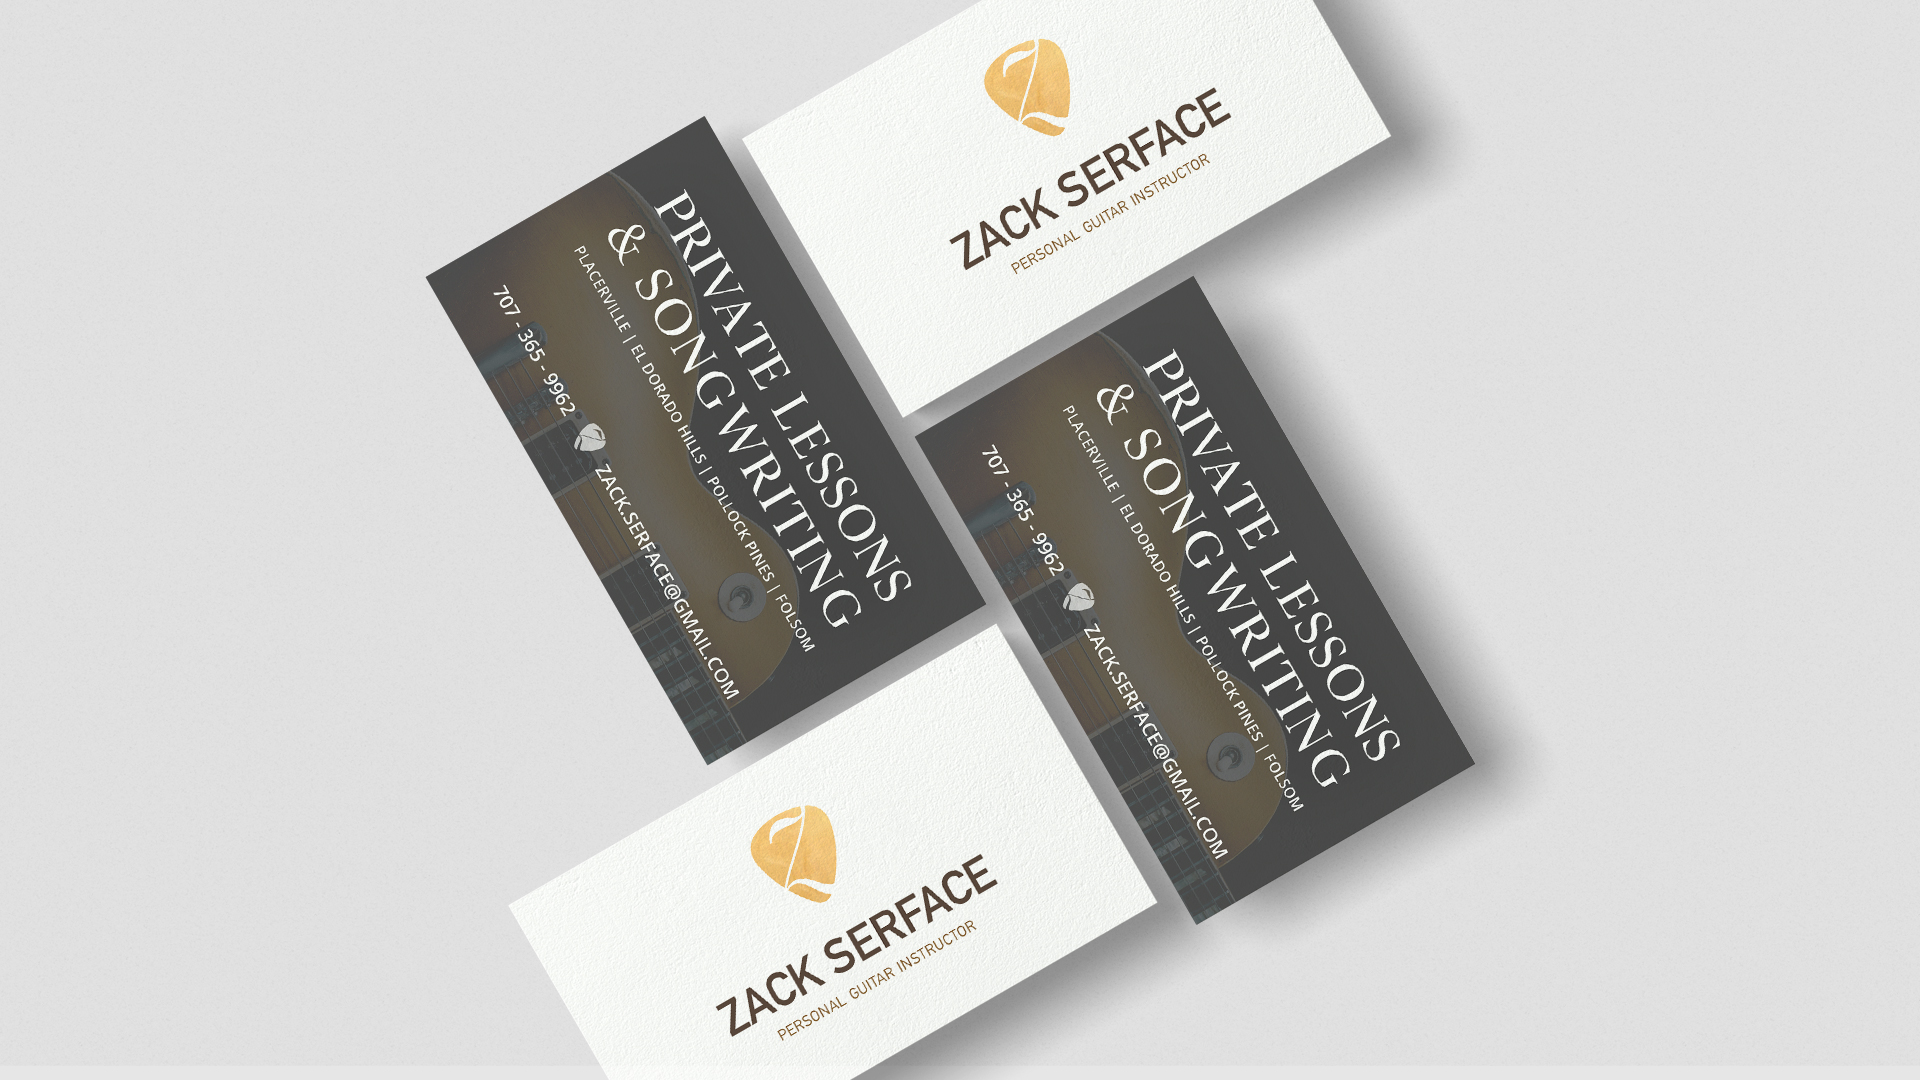 ZACK SERFACE
PERSONAL GUITAR INSTRUCTOR
PRIVATE LESSONS
& SONGWRITING
PLACERVILLE | EL DORADO HILLS | POLLOCK PINES | FOLSOM
707 - 365 - 9962
ZACK.SERFACE@GMAIL.COM
PRIVATE LESSONS
& SONGWRITING
PLACERVILLE | EL DORADO HILLS | POLLOCK PINES | FOLSOM
707 - 365 - 9962
ZACK.SERFACE@GMAIL.COM
ZACK SERFACE
PERSONAL GUITAR INSTRUCTOR